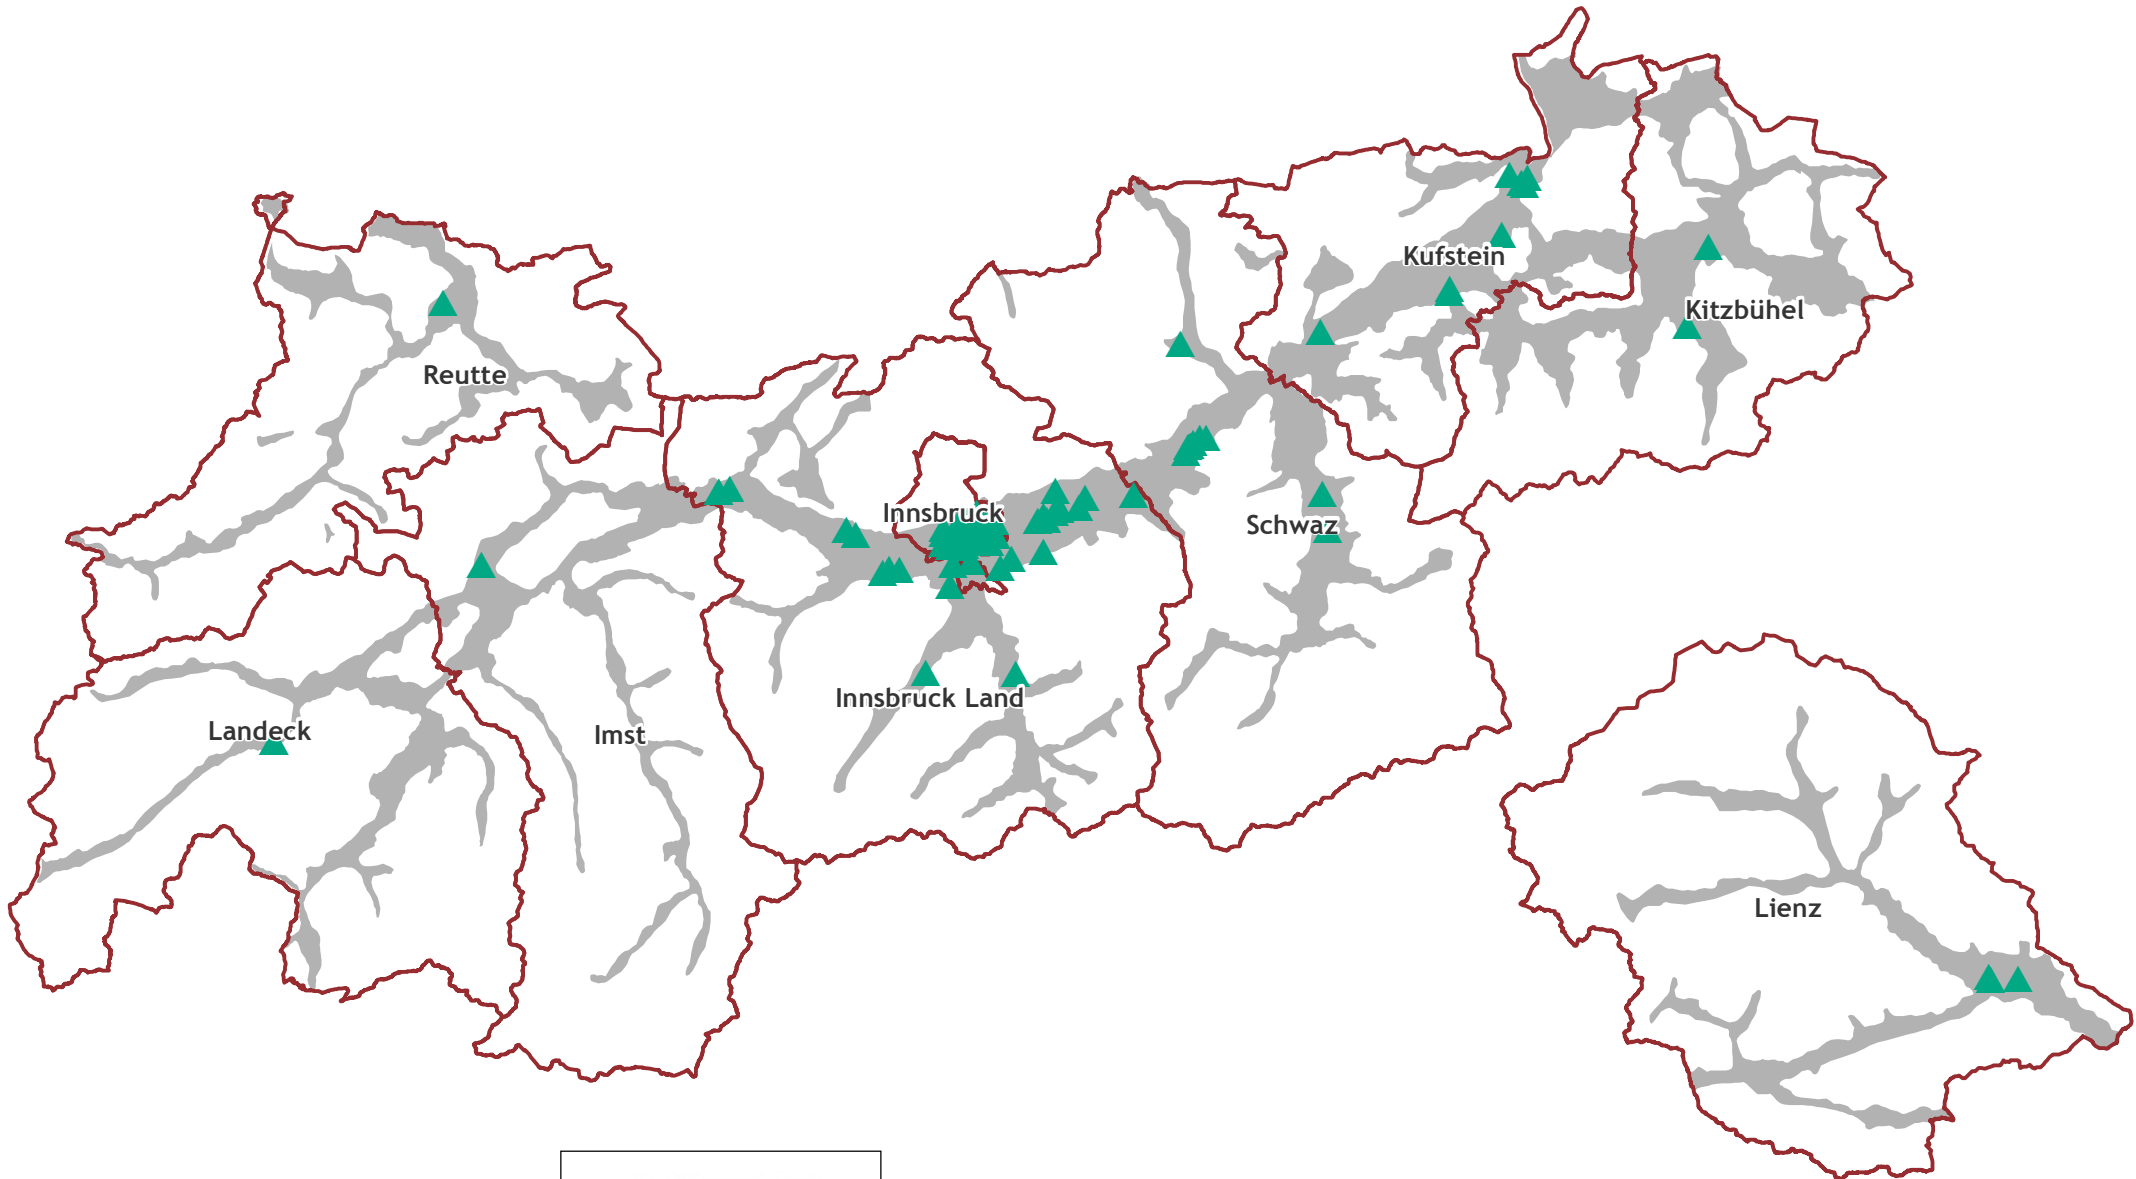 Kufstein
Kitzbühel
Reutte
Innsbruck
Schwaz
Innsbruck Land
Landeck
Imst
Lienz